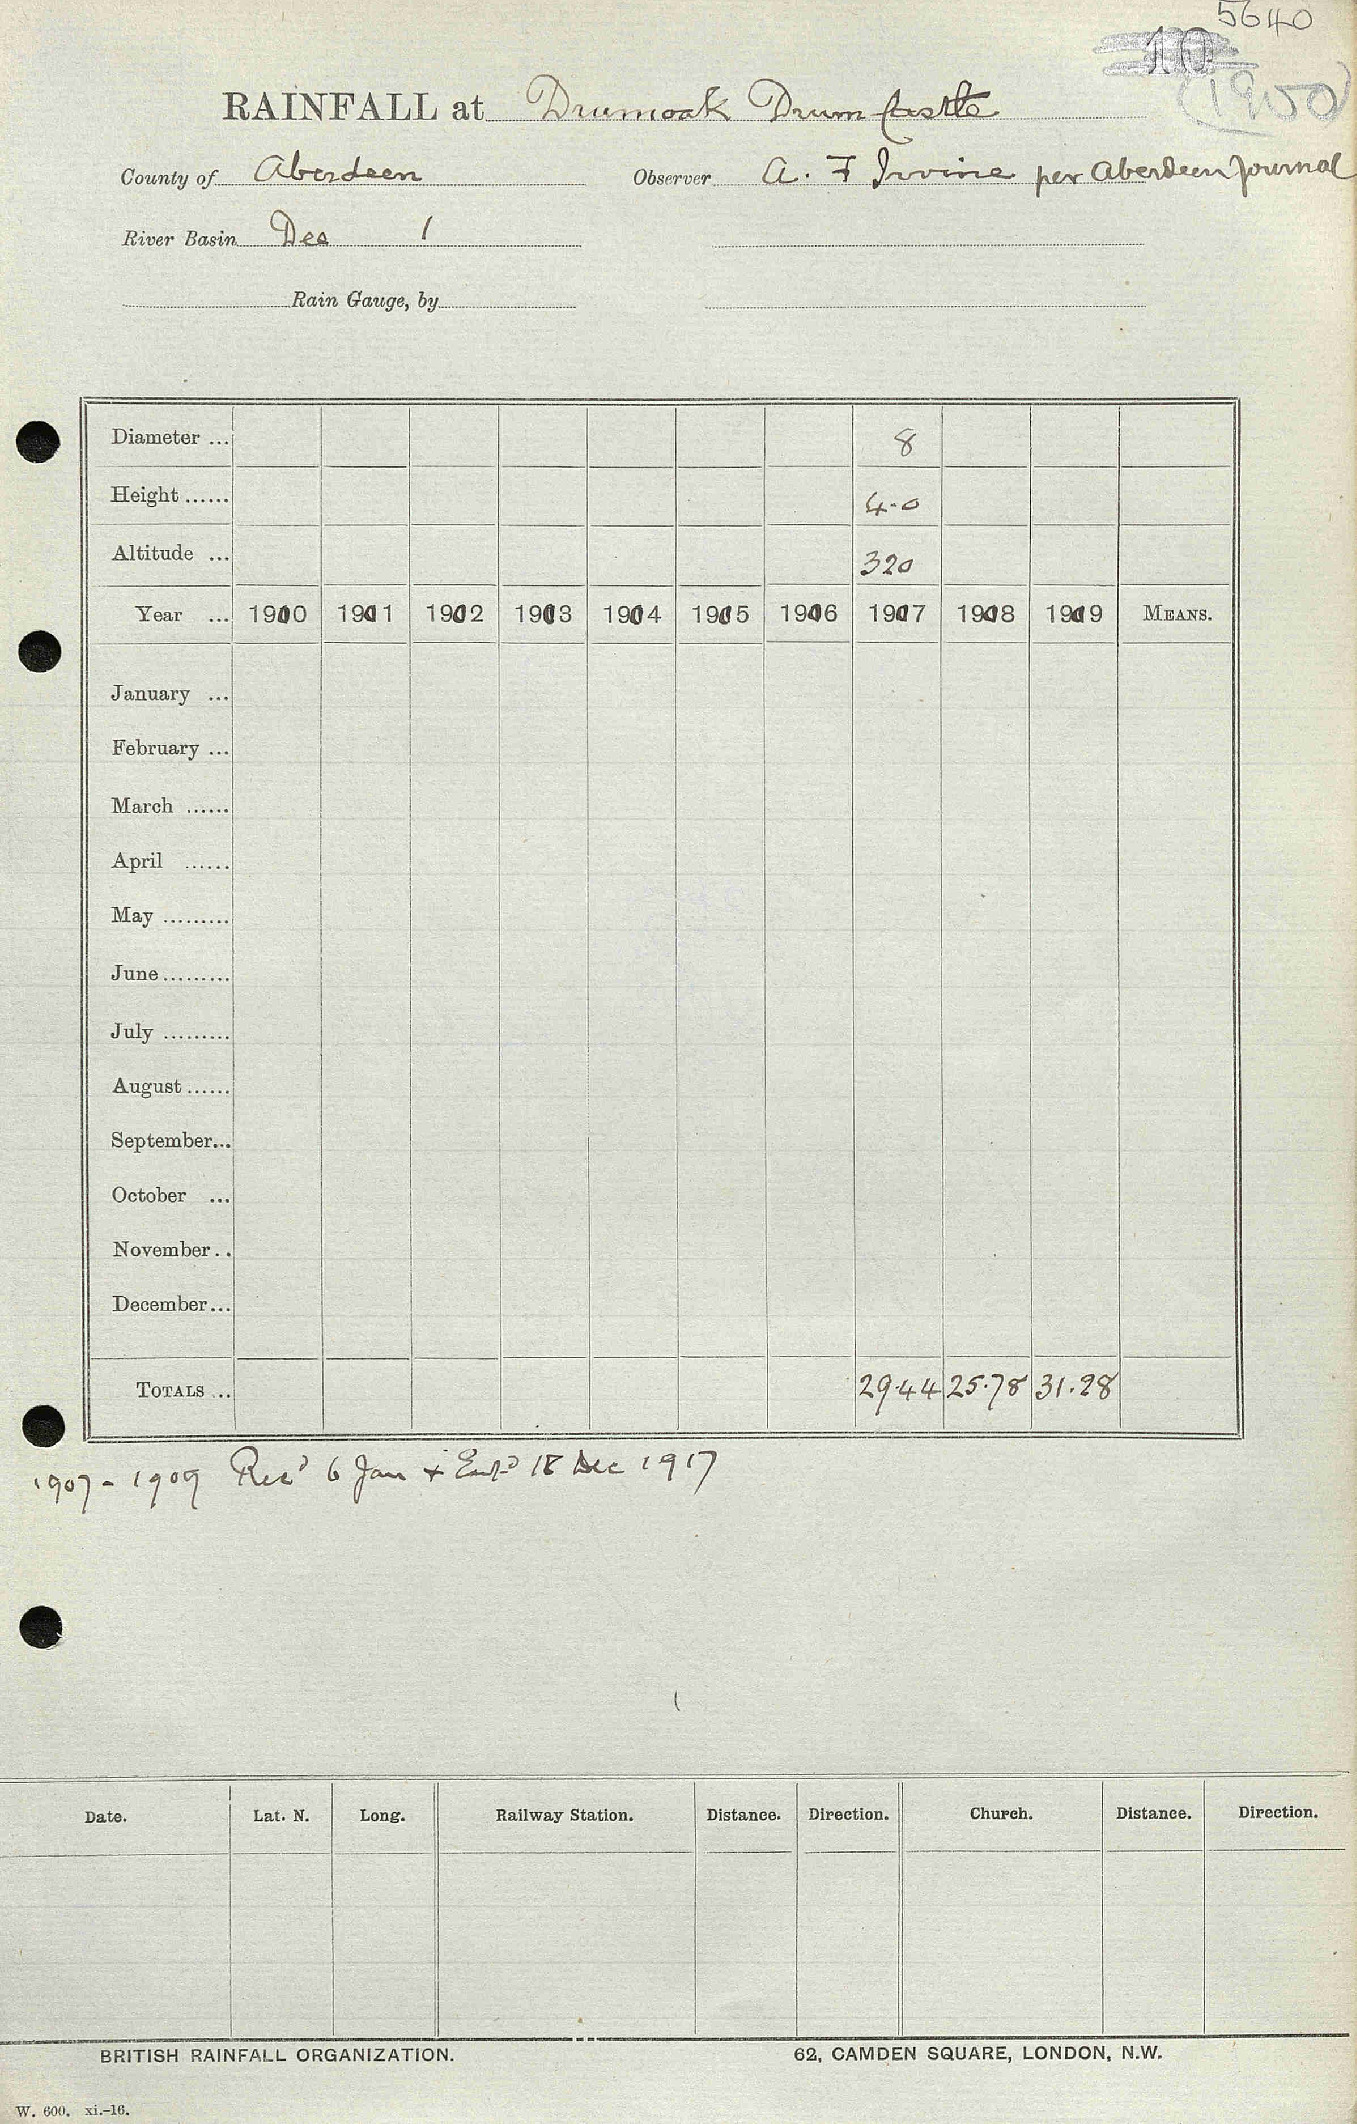 5640
10
(1900)
RAINFALL at Drumoak Drum Castle
County of Aberdeen Observer A. F Irvine per Aberdeen Journal
River Basin Dee 1
Rain Gauge, by
Diameter ... 8
Height ...... 4-0
Altitude ... 320
Year ... 1900 1901 1902 1903 1904 1905 1906 1907 1908 1909 MEANS.
January ...
February ...
March ......
April ......
May .........
June .........
July .........
August ......
September...
October ...
November..
December...
TOTALS ... 29.44 25.78 31.28
1907-1909 Recd 6 Jan + Entd 18 Dec 1917
Date. Lat. N. Long. Railway Station. Distance. Direction. Church. Distance. Direction.
BRITISH RAINFALL ORGANIZATION. 62, CAMDEN SQUARE, LONDON, N.W.
W. 600. xi.-16.